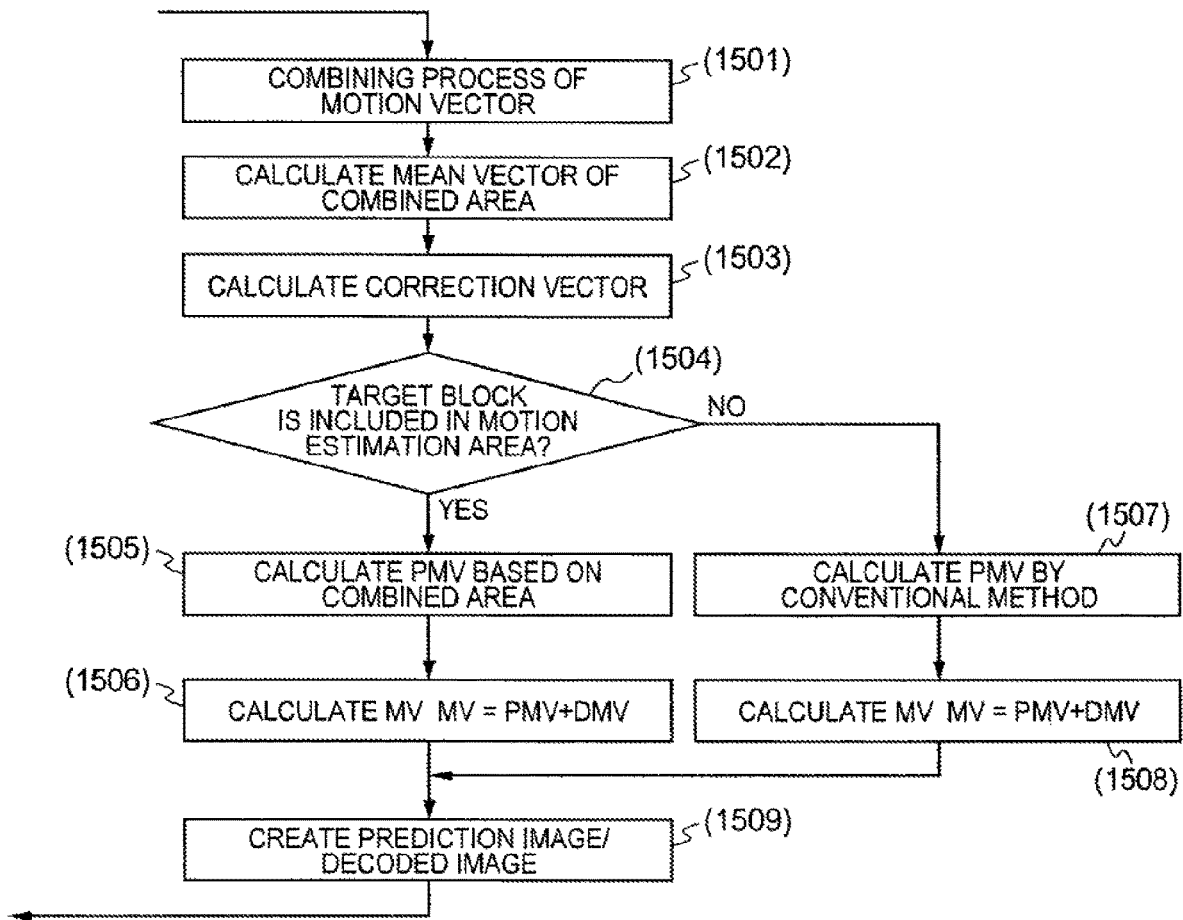 COMBINING PROCESS OF
MOTION VECTOR
(1501)
CALCULATE MEAN VECTOR OF
COMBINED AREA
(1502)
CALCULATE CORRECTION VECTOR
(1503)
TARGET BLOCK
IS INCLUDED IN MOTION
ESTIMATION AREA?
(1504)
NO
YES
(1505)
CALCULATE PMV BASED ON
COMBINED AREA
(1507)
CALCULATE PMV BY
CONVENTIONAL METHOD
(1506)
CALCULATE MV MV = PMV+DMV
CALCULATE MV MV = PMV+DMV
(1508)
CREATE PREDICTION IMAGE/
DECODED IMAGE
(1509)